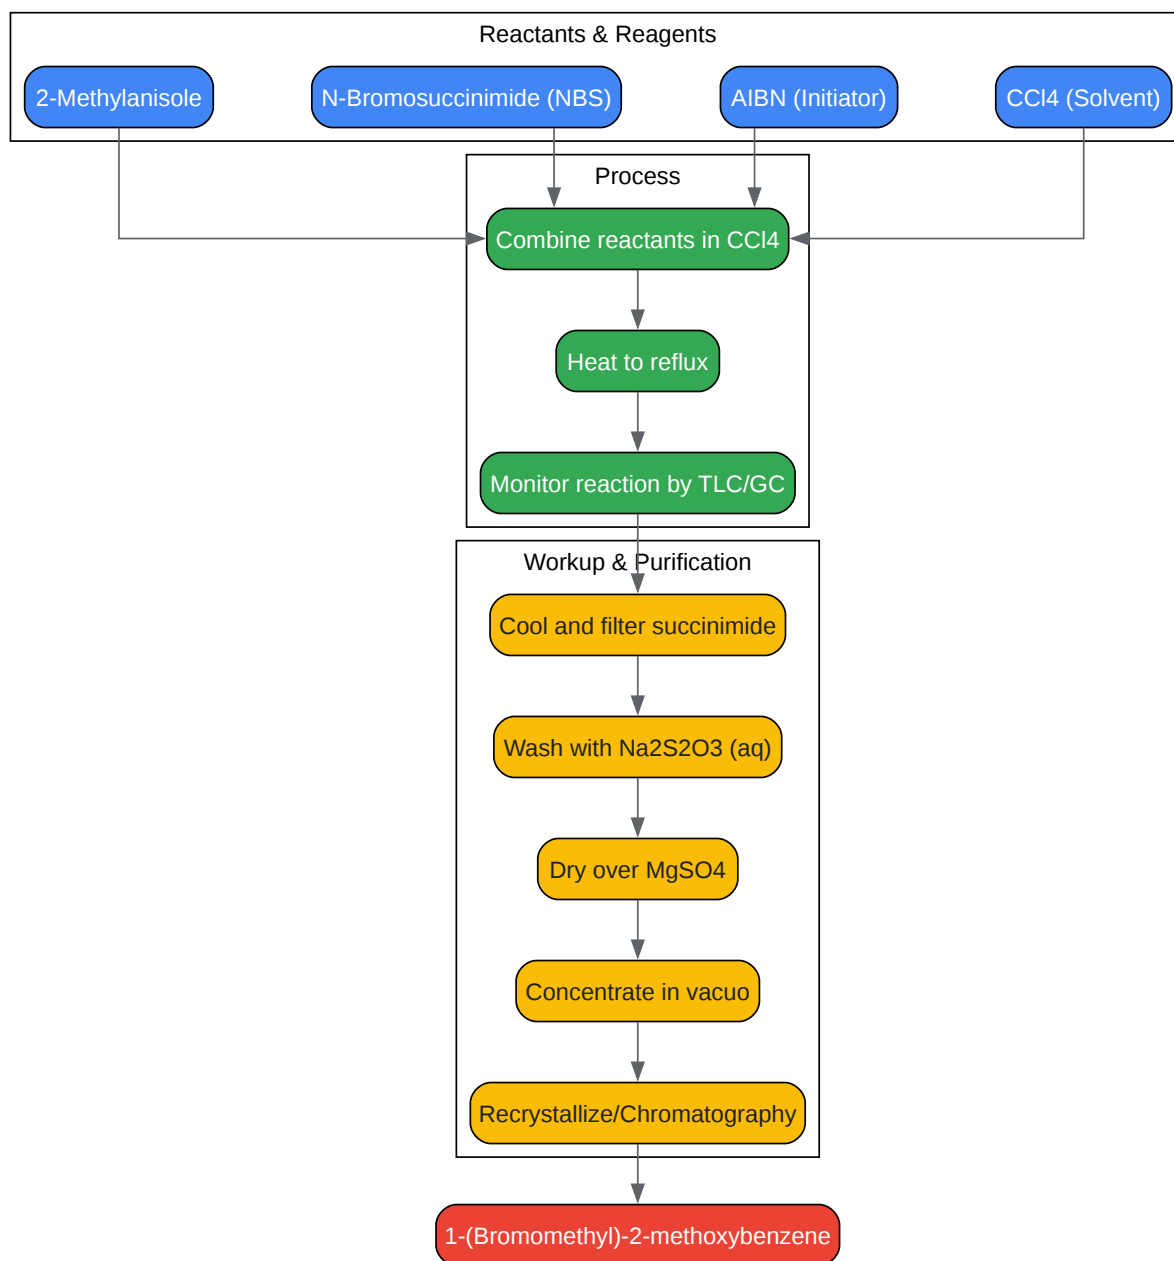 Reactants & Reagents
2-Methylanisole
N-Bromosuccinimide (NBS)
AIBN (Initiator)
CCl4 (Solvent)
Process
Combine reactants in CCl4
Heat to reflux
Monitor reaction by TLC/GC
Workup & Purification
Cool and filter succinimide
Wash with Na2S2O3 (aq)
Dry over MgSO4
Concentrate in vacuo
Recrystallize/Chromatography
1-(Bromomethyl)-2-methoxybenzene